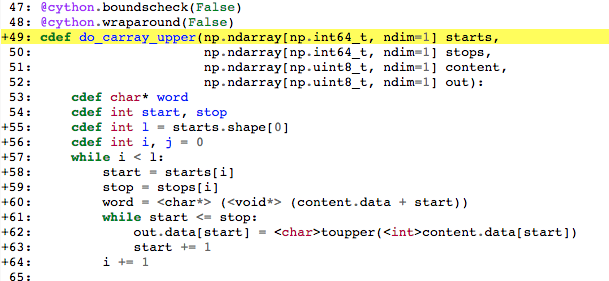 47: @cython.boundscheck(False)
48: @cython.wraparound(False)
+49: cdef do_carray_upper(np.ndarray[np.int64_t, ndim=1] starts,
50:                      np.ndarray[np.int64_t, ndim=1] stops,
51:                      np.ndarray[np.uint8_t, ndim=1] content,
52:                      np.ndarray[np.uint8_t, ndim=1] out):
53:     cdef char* word
54:     cdef int start, stop
+55:     cdef int l = starts.shape[0]
+56:     cdef int i, j = 0
+57:     while i < l:
+58:         start = starts[i]
+59:         stop = stops[i]
+60:         word = <char*> (<void*> (content.data + start))
+61:         while start <= stop:
+62:             out.data[start] = <char>toupper(<int>content.data[start])
+63:             start += 1
+64:         i += 1
65: